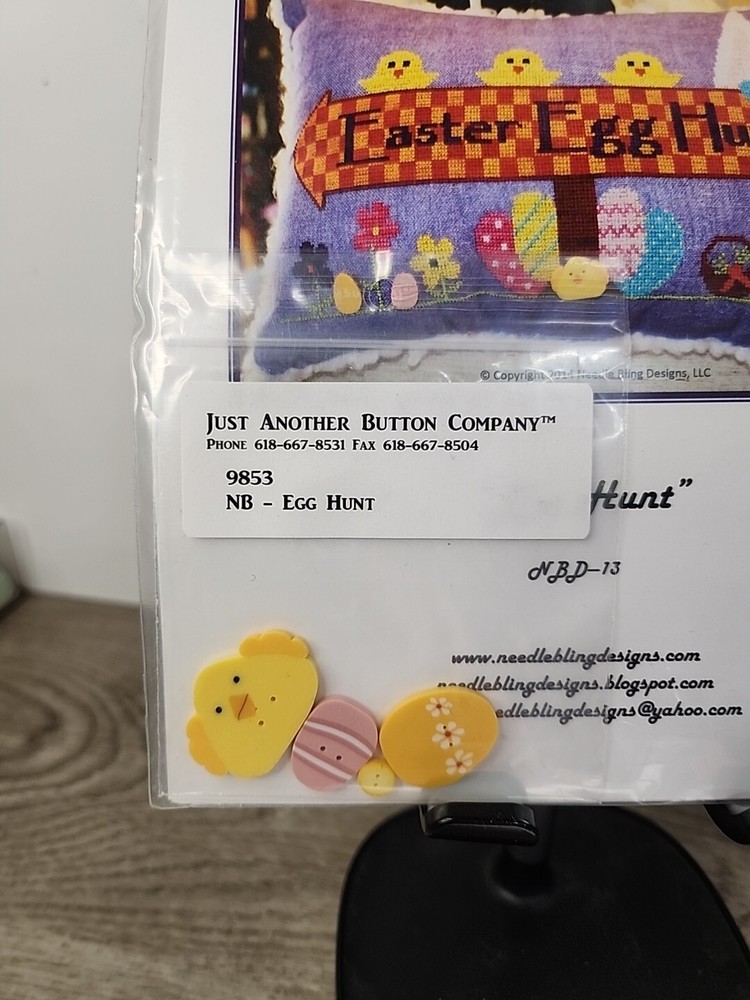 Easter Egg Hu
© Copyright 2014 Needle Bling Designs, LLC
JUST ANOTHER BUTTON COMPANY™
PHONE 618-667-8531 FAX 618-667-8504
9853
NB - EGG HUNT
Hunt"
NBD-13
www.needleblingdesigns.com
needleblingdesigns.blogspot.com
edleblingdesigns@yahoo.com